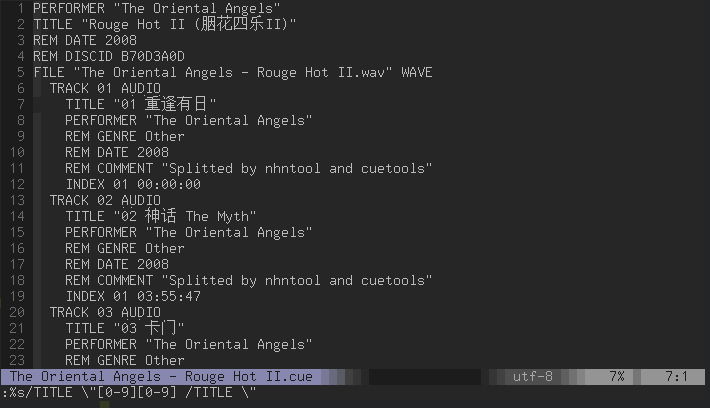 1 PERFORMER "The Oriental Angels"
2 TITLE "Rouge Hot II (胭花四乐II)"
3 REM DATE 2008
4 REM DISCID B70D3A0D
5 FILE "The Oriental Angels - Rouge Hot II.wav" WAVE
6 TRACK 01 AUDIO
7 TITLE "01 重逢有日"
8 PERFORMER "The Oriental Angels"
9 REM GENRE Other
10 REM DATE 2008
11 REM COMMENT "Splitted by nhntool and cuetools"
12 INDEX 01 00:00:00
13 TRACK 02 AUDIO
14 TITLE "02 神话 The Myth"
15 PERFORMER "The Oriental Angels"
16 REM GENRE Other
17 REM DATE 2008
18 REM COMMENT "Splitted by nhntool and cuetools"
19 INDEX 01 03:55:47
20 TRACK 03 AUDIO
21 TITLE "03 卡门"
22 PERFORMER "The Oriental Angels"
23 REM GENRE Other
The Oriental Angels - Rouge Hot II.cue utf-8 7% 7:1
:%s/TITLE \"[0-9][0-9] /TITLE \"